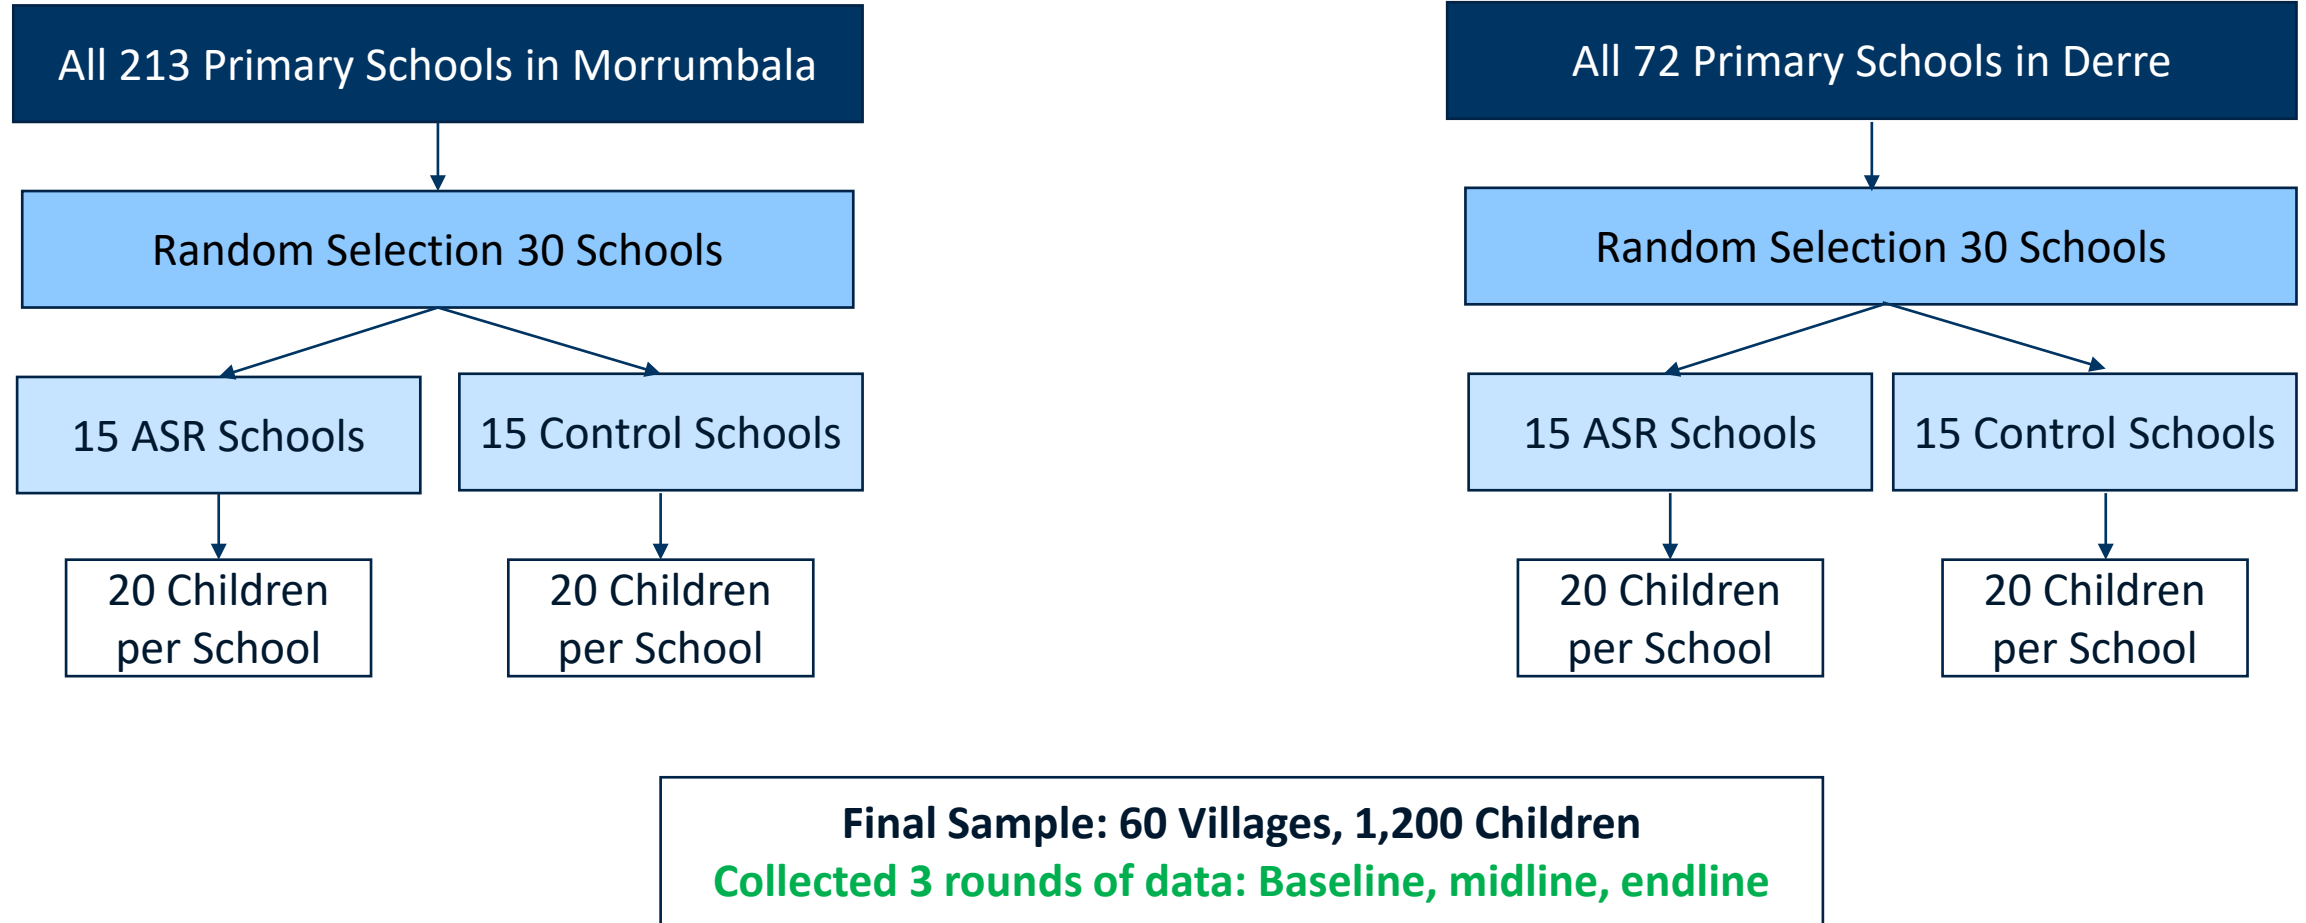 All 213 Primary Schools in Morrumbala
All 72 Primary Schools in Derre
Random Selection 30 Schools
Random Selection 30 Schools
15 ASR Schools
15 Control Schools
15 ASR Schools
15 Control Schools
20 Children
per School
20 Children
per School
20 Children
per School
20 Children
per School
Final Sample: 60 Villages, 1,200 Children
Collected 3 rounds of data: Baseline, midline, endline